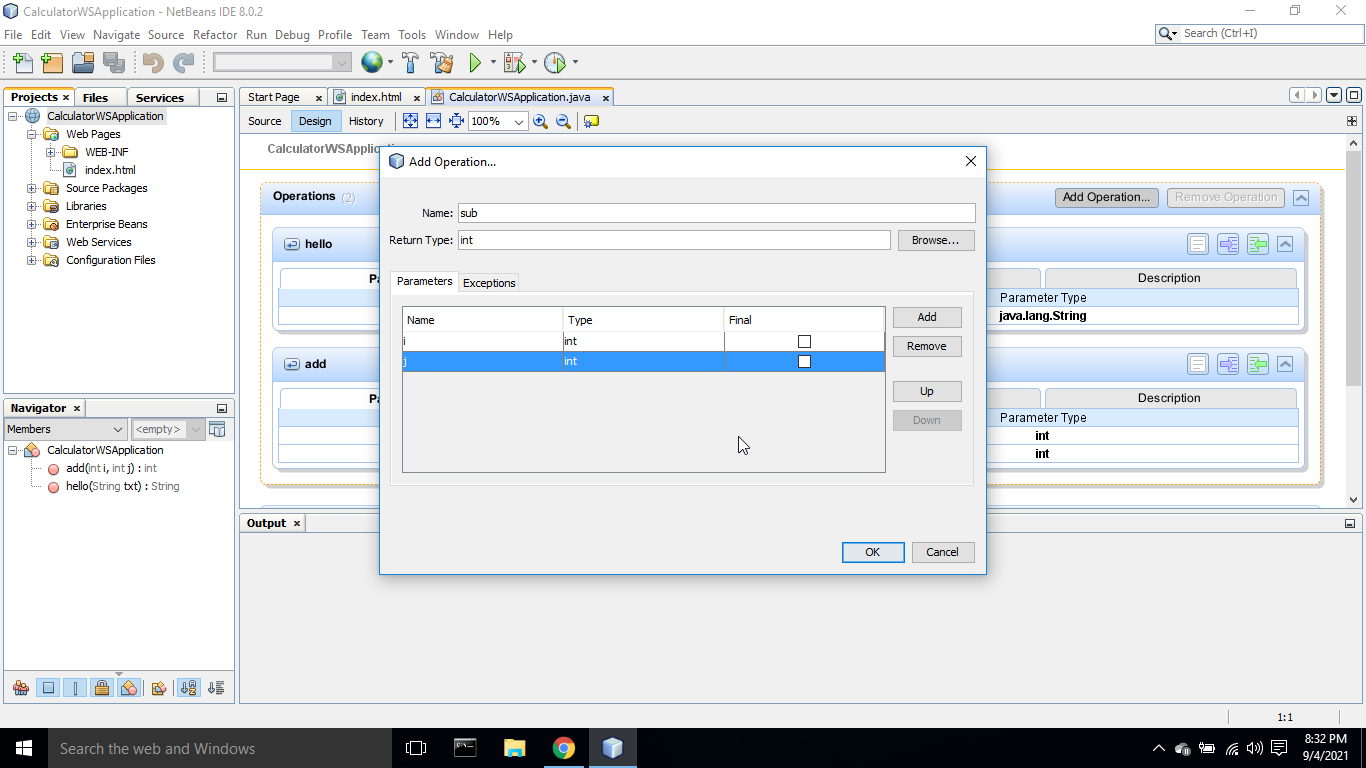 CalculatorWSApplication - NetBeans IDE 8.0.2
File Edit View Navigate Source Refactor Run Debug Profile Team Tools Window Help
Search (Ctrl+I)
Projects Files Services
CalculatorWSApplication
Web Pages
WEB-INF
index.html
Source Packages
Libraries
Enterprise Beans
Web Services
Configuration Files
Navigator
Members <empty>
CalculatorWSApplication
add(int i, int j) : int
hello(String txt) : String
Start Page index.html CalculatorWSApplication.java
Source Design History 100%
CalculatorWSApplic
Operations (2) Add Operation... Remove Operation
hello
Pa Description
Parameter Type
java.lang.String
add
Pa Description
Parameter Type
int
int
Add Operation...
Name: sub
Return Type: int Browse...
Parameters Exceptions
Name Type Final
i int
j int
Add
Remove
Up
Down
OK Cancel
Output
1:1
Search the web and Windows
8:32 PM
9/4/2021